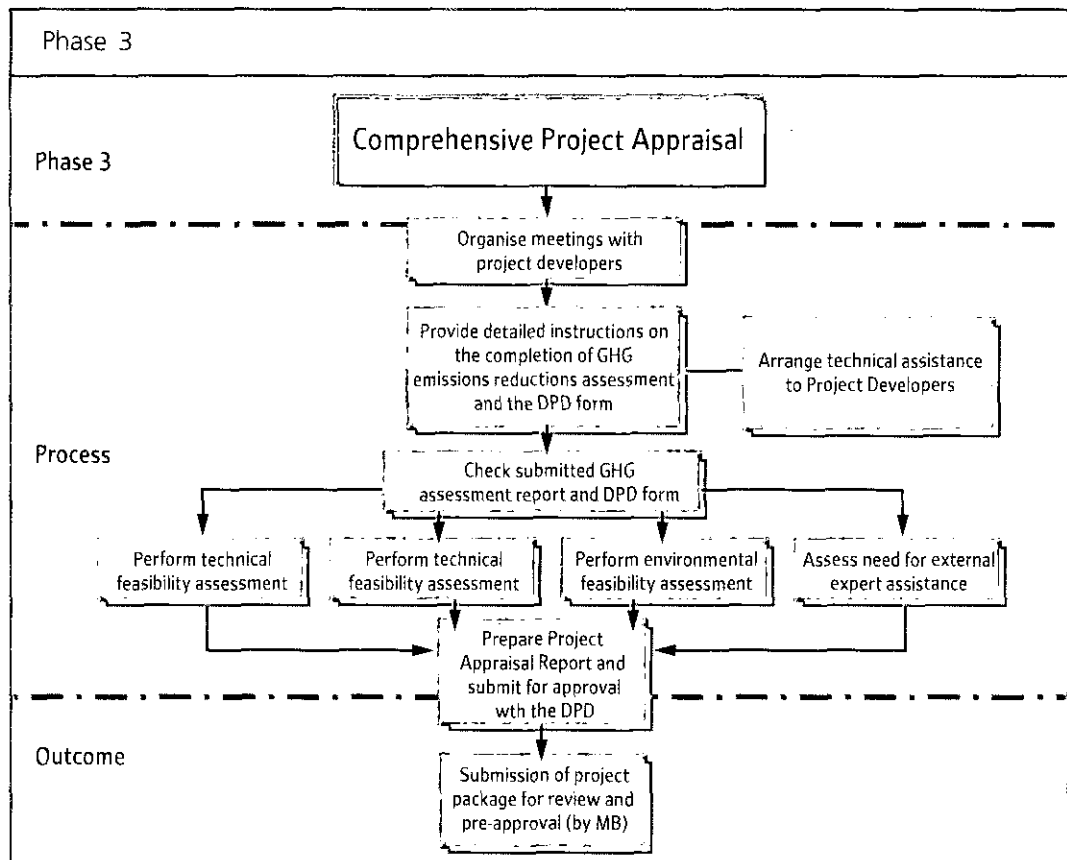 Phase 3
Comprehensive Project Appraisal
Phase 3
Organise meetings with
project developers
Provide detailed instructions on
the completion of GHG
emissions reductions assessment
and the DPD form
Arrange technical assistance
to Project Developers
Process
Check submitted GHG
assessment report and DPD form
Perform technical
feasibility assessment
Perform technical
feasibility assessment
Perform environmental
feasibility assessment
Assess need for external
expert assistance
Prepare Project
Appraisal Report and
submit for approval
wth the DPD
Outcome
Submission of project
package for review and
pre-approval (by MB)